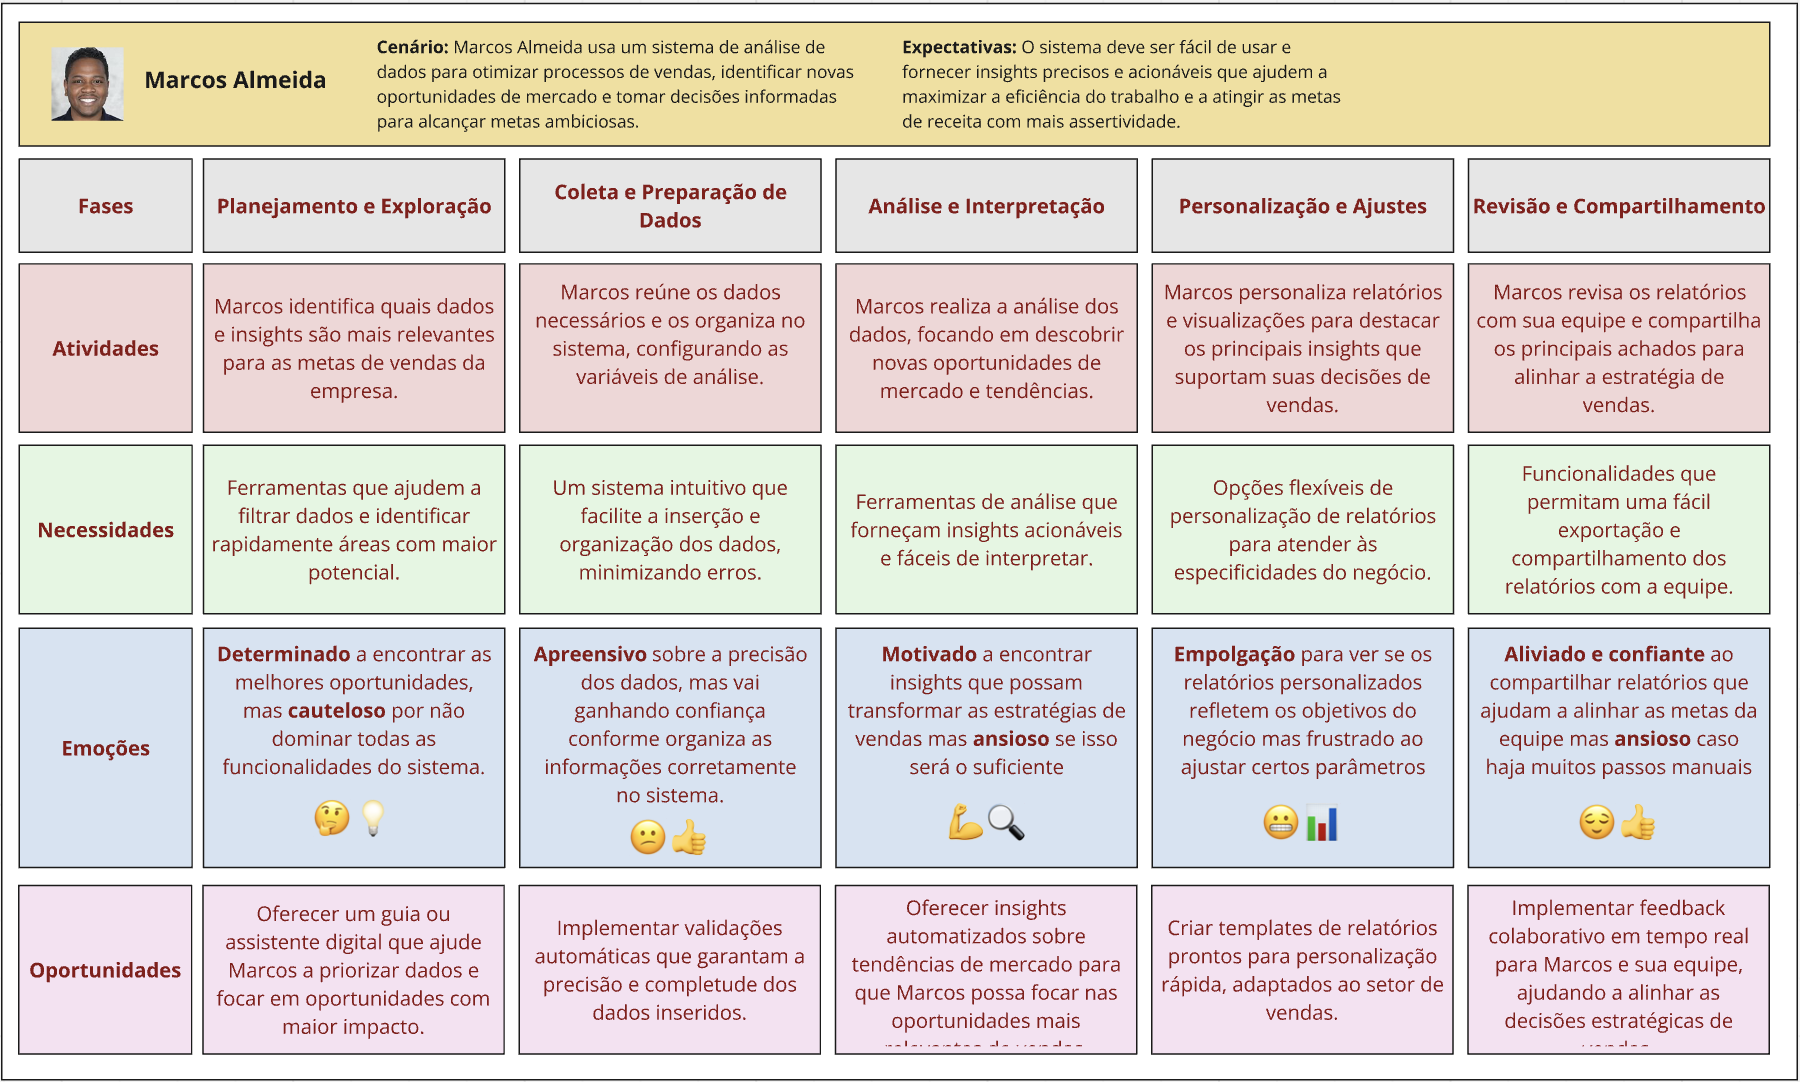 Marcos Almeida
Cenário: Marcos Almeida usa um sistema de análise de
dados para otimizar processos de vendas, identificar novas
oportunidades de mercado e tomar decisões informadas
para alcançar metas ambiciosas.
Expectativas: O sistema deve ser fácil de usar e
fornecer insights precisos e acionáveis que ajudem a
maximizar a eficiência do trabalho e a atingir as metas
de receita com mais assertividade.
Fases
Planejamento e Exploração
Coleta e Preparação de
Dados
Análise e Interpretação
Personalização e Ajustes
Revisão e Compartilhamento
Atividades
Marcos identifica quais dados
e insights são mais relevantes
para as metas de vendas da
empresa.
Marcos reúne os dados
necessários e os organiza no
sistema, configurando as
variáveis de análise.
Marcos realiza a análise dos
dados, focando em descobrir
novas oportunidades de
mercado e tendências.
Marcos personaliza relatórios
e visualizações para destacar
os principais insights que
suportam suas decisões de
vendas.
Marcos revisa os relatórios
com sua equipe e compartilha
os principais achados para
alinhar a estratégia de
vendas.
Necessidades
Ferramentas que ajudem a
filtrar dados e identificar
rapidamente áreas com maior
potencial.
Um sistema intuitivo que
facilite a inserção e
organização dos dados,
minimizando erros.
Ferramentas de análise que
forneçam insights acionáveis
e fáceis de interpretar.
Opções flexíveis de
personalização de relatórios
para atender às
especificidades do negócio.
Funcionalidades que
permitam uma fácil
exportação e
compartilhamento dos
relatórios com a equipe.
Emoções
Determinado a encontrar as
melhores oportunidades,
mas cauteloso por não
dominar todas as
funcionalidades do sistema.
Apreensivo sobre a precisão
dos dados, mas vai
ganhando confiança
conforme organiza as
informações corretamente
no sistema.
Motivado a encontrar
insights que possam
transformar as estratégias de
vendas mas ansioso se isso
será o suficiente
Empolgação para ver se os
relatórios personalizados
refletem os objetivos do
negócio mas frustrado ao
ajustar certos parâmetros
Aliviado e confiante ao
compartilhar relatórios que
ajudam a alinhar as metas da
equipe mas ansioso caso
haja muitos passos manuais
Oportunidades
Oferecer um guia ou
assistente digital que ajude
Marcos a priorizar dados e
focar em oportunidades com
maior impacto.
Implementar validações
automáticas que garantam a
precisão e completude dos
dados inseridos.
Oferecer insights
automatizados sobre
tendências de mercado para
que Marcos possa focar nas
oportunidades mais
Criar templates de relatórios
prontos para personalização
rápida, adaptados ao setor de
vendas.
Implementar feedback
colaborativo em tempo real
para Marcos e sua equipe,
ajudando a alinhar as
decisões estratégicas de